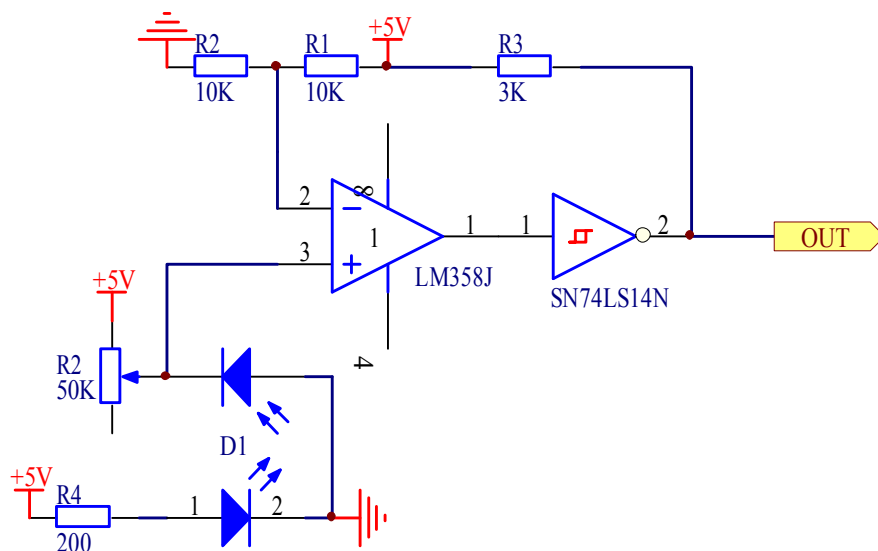 R2 R1 +5V R3
10K 10K 3K
8
2
1 1 1 2 OUT
3
LM358J SN74LS14N
+5V
R2
50K
4
D1
+5V R4 1 2
200